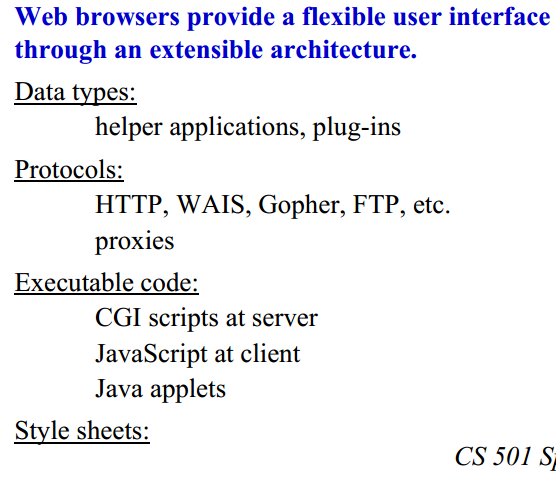 Web browsers provide a flexible user interface
through an extensible architecture.
Data types:
helper applications, plug-ins
Protocols:
HTTP, WAIS, Gopher, FTP, etc.
proxies
Executable code:
CGI scripts at server
JavaScript at client
Java applets
Style sheets:
CS 501